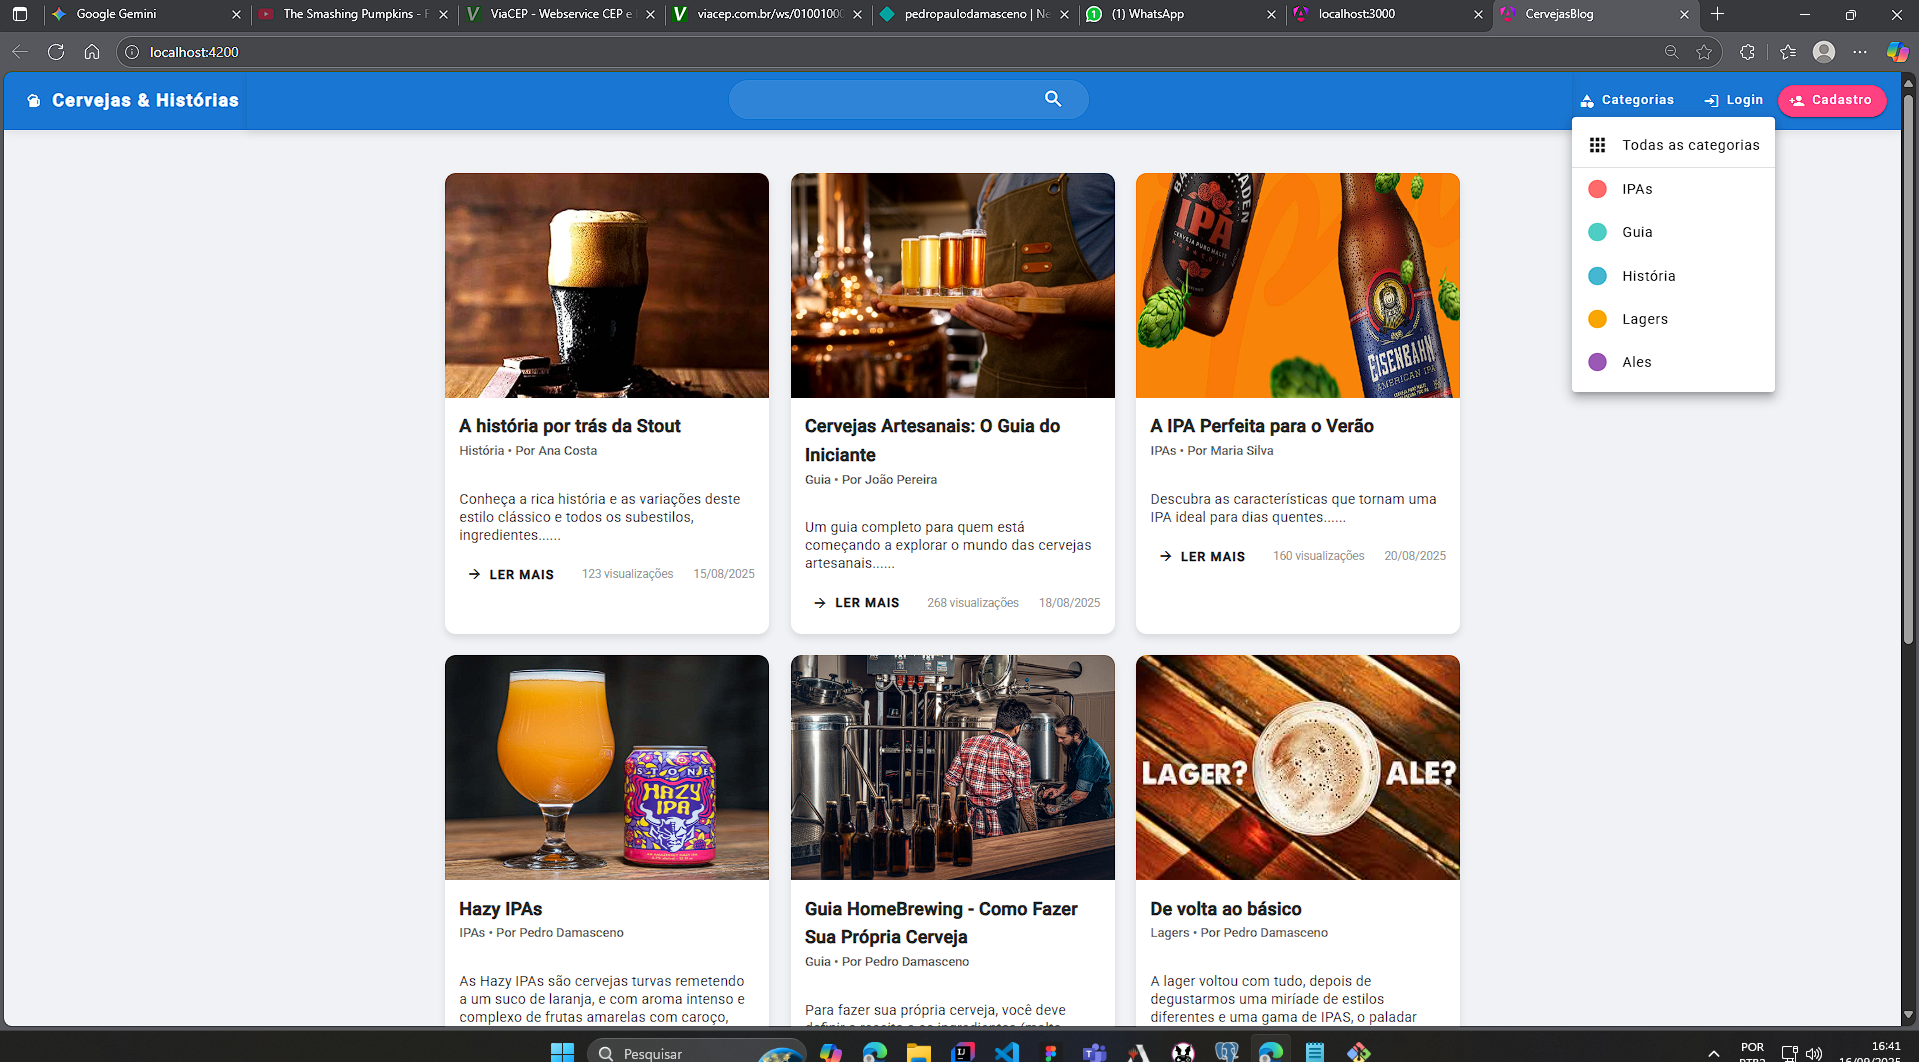 Google Gemini
The Smashing Pumpkins - F
ViaCEP - Webservice CEP e
viacep.com.br/ws/01001000
pedropaulodamasceno | Ne
(1) WhatsApp
localhost:3000
CervejasBlog
localhost:4200
Cervejas & Histórias
Categorias
Login
Cadastro
Todas as categorias
IPAs
Guia
História
Lagers
Ales
IPA
CERVEJA PURO MALTE
EISENBAHN
AMERICAN IPA
A história por trás da Stout
História • Por Ana Costa
Conheça a rica história e as variações deste
estilo clássico e todos os subestilos,
ingredientes......
LER MAIS
123 visualizações
15/08/2025
Cervejas Artesanais: O Guia do
Iniciante
Guia • Por João Pereira
Um guia completo para quem está
começando a explorar o mundo das cervejas
artesanais......
LER MAIS
268 visualizações
18/08/2025
A IPA Perfeita para o Verão
IPAs • Por Maria Silva
Descubra as características que tornam uma
IPA ideal para dias quentes......
LER MAIS
160 visualizações
20/08/2025
STONE
HAZY
IPA
LAGER?
ALE?
Hazy IPAs
IPAs • Por Pedro Damasceno
As Hazy IPAs são cervejas turvas remetendo
a um suco de laranja, e com aroma intenso e
complexo de frutas amarelas com caroço,
Guia HomeBrewing - Como Fazer
Sua Própria Cerveja
Guia • Por Pedro Damasceno
Para fazer sua própria cerveja, você deve
De volta ao básico
Lagers • Por Pedro Damasceno
A lager voltou com tudo, depois de
degustarmos uma miríade de estilos
diferentes e uma gama de IPAS, o paladar
Pesquisar
POR
16:41